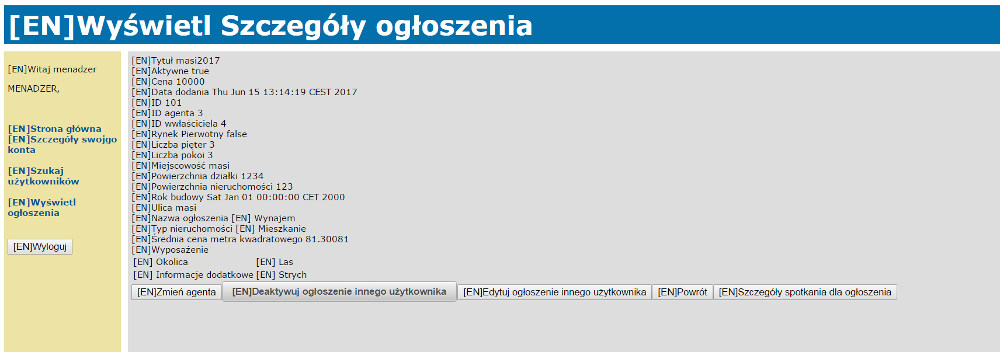 [EN]Wyświetl Szczegóły ogłoszenia
[EN]Witaj menadzer
MENADZER,
[EN]Strona główna
[EN]Szczegóły swojgo
konta
[EN]Szukaj
użytkowników
[EN]Wyświetl
ogłoszenia
[EN]Wyloguj
[EN]Tytuł masi2017
[EN]Aktywne true
[EN]Cena 10000
[EN]Data dodania Thu Jun 15 13:14:19 CEST 2017
[EN]ID 101
[EN]ID agenta 3
[EN]ID wwłaściciela 4
[EN]Rynek Pierwotny false
[EN]Liczba pięter 3
[EN]Liczba pokoi 3
[EN]Miejscowość masi
[EN]Powierzchnia działki 1234
[EN]Powierzchnia nieruchomości 123
[EN]Rok budowy Sat Jan 01 00:00:00 CET 2000
[EN]Ulica masi
[EN]Nazwa ogłoszenia [EN] Wynajem
[EN]Typ nieruchomości [EN] Mieszkanie
[EN]Średnia cena metra kwadratowego 81.30081
[EN]Wyposażenie
[EN] Okolica [EN] Las
[EN] Informacje dodatkowe [EN] Strych
[EN]Zmień agenta [EN]Deaktywuj ogłoszenie innego użytkownika [EN]Edytuj ogłoszenie innego użytkownika [EN]Powrót [EN]Szczegóły spotkania dla ogłoszenia